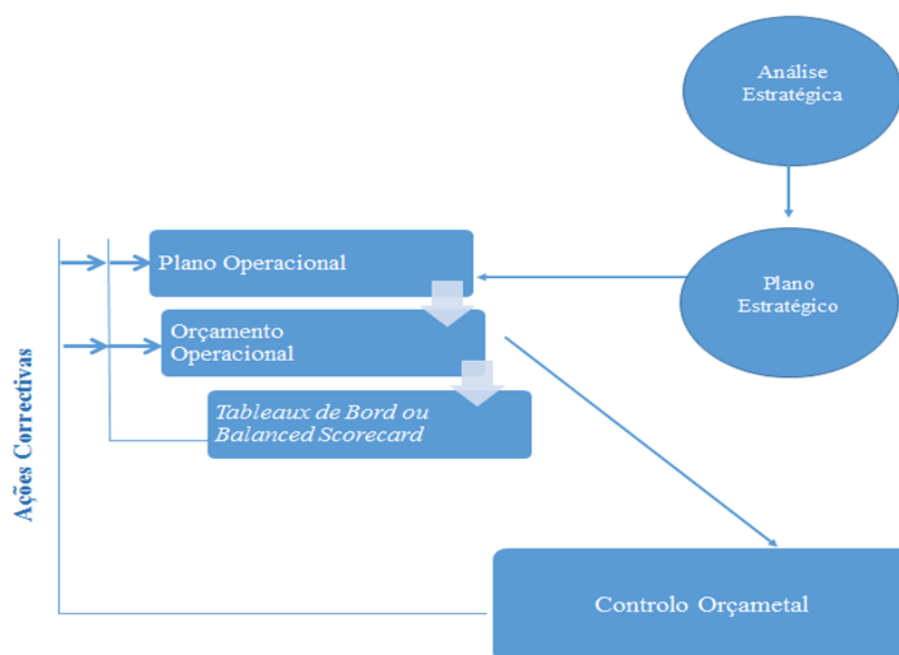 Análise
Estratégica
Plano
Estratégico
Plano Operacional
Orçamento
Operacional
Tableaux de Bord ou
Balanced Scorecard
Ações Correctivas
Controlo Orçametal